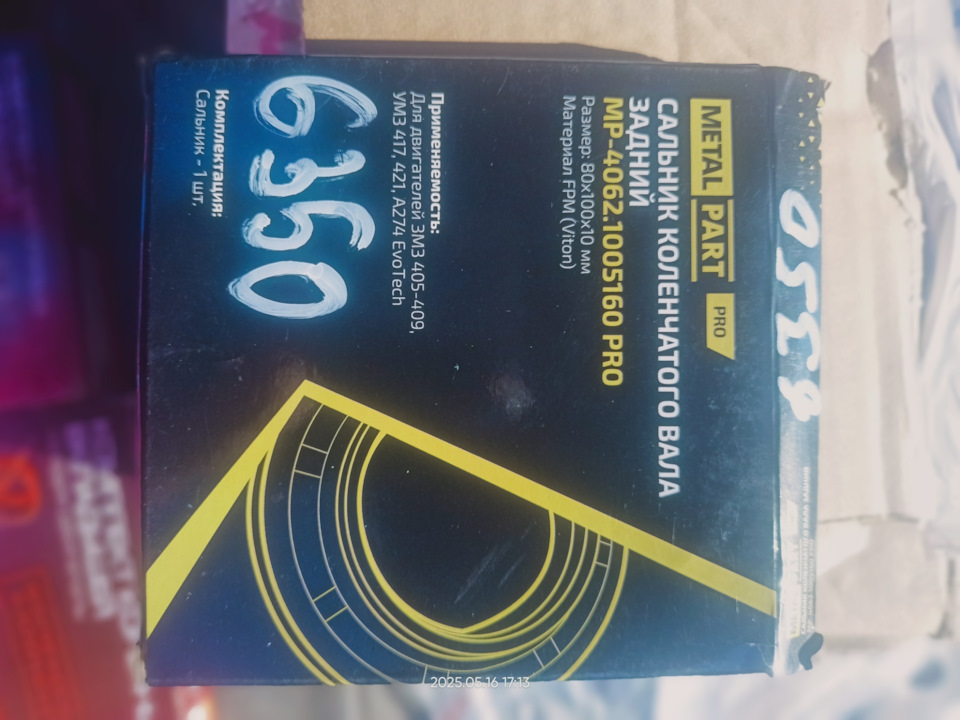 METAL PART PRO
САЛЬНИК КОЛЕНЧАТОГО ВАЛА
ЗАДНИЙ
MP-4062.1005160 PRO
Размер: 80x100x10 мм
Материал FPM (Viton)
Применяемость:
Для двигателей ЗМЗ 405-409,
УМЗ 417, 421, А274 EvoTech
6360
Комплектация:
Сальник - 1 шт.
2025.05.16 17:13